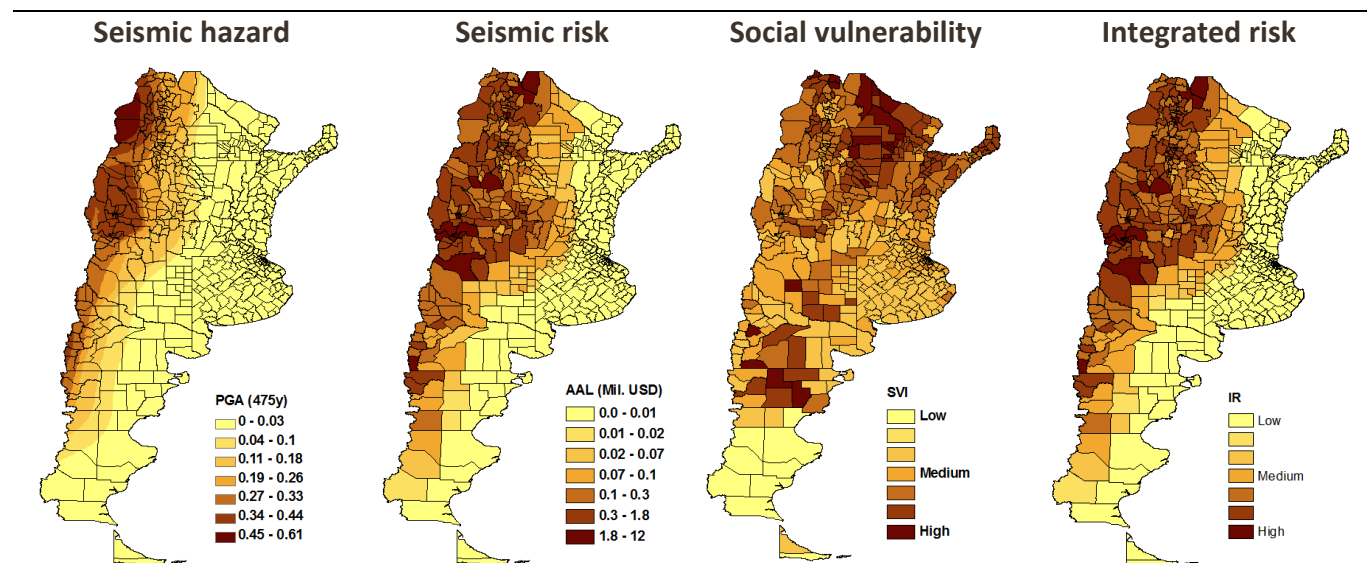 Seismic hazard
Seismic risk
Social vulnerability
Integrated risk
PGA (475y)
0 - 0.03
0.04 - 0.1
0.11 - 0.18
0.19 - 0.26
0.27 - 0.33
0.34 - 0.44
0.45 - 0.61
AAL (Mil. USD)
0.0 - 0.01
0.01 - 0.02
0.02 - 0.07
0.07 - 0.1
0.1 - 0.3
0.3 - 1.8
1.8 - 12
SVI
Low
Medium
High
IR
Low
Medium
High